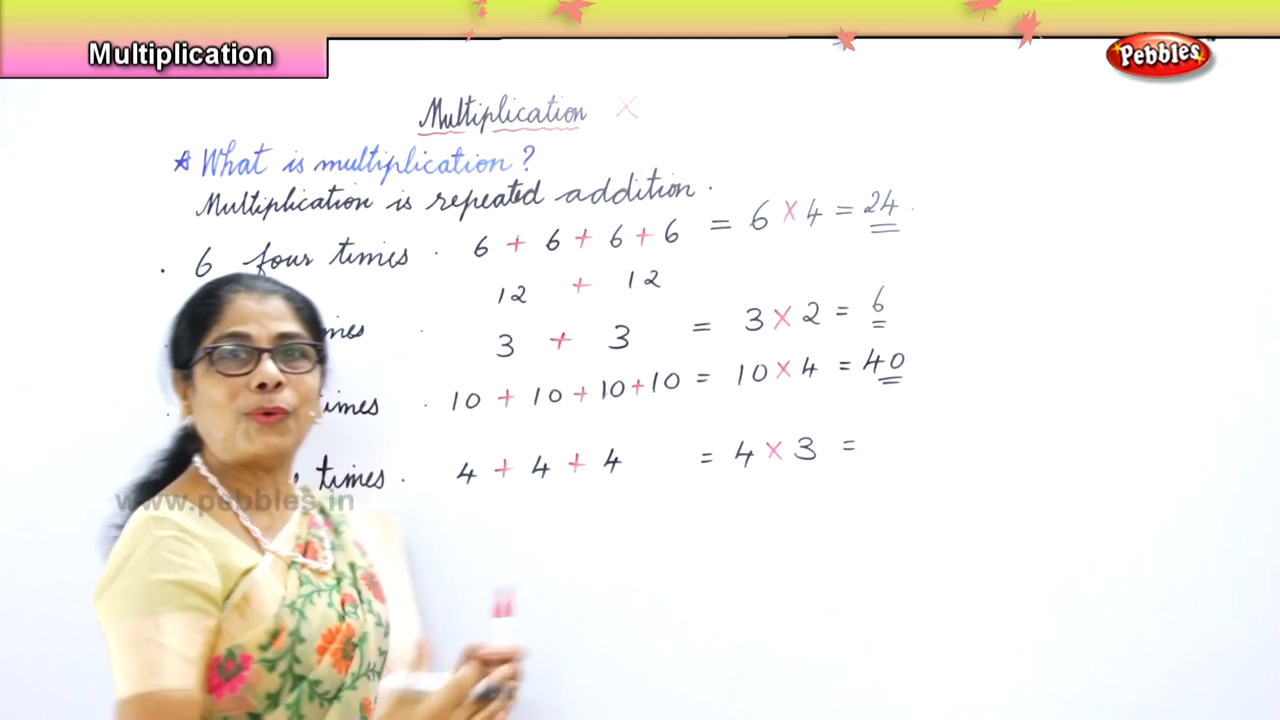 Multiplication
Pebbles
Multiplication ×
* What is multiplication?
Multiplication is repeated addition.
. 6 four times . 6 + 6 + 6 + 6 = 6 × 4 = 24
12 + 12
. 3 + 3 = 3 × 2 = 6
times . 10 + 10 + 10 + 10 = 10 × 4 = 40
times . 4 + 4 + 4 = 4 × 3 =
www.pebbles.in